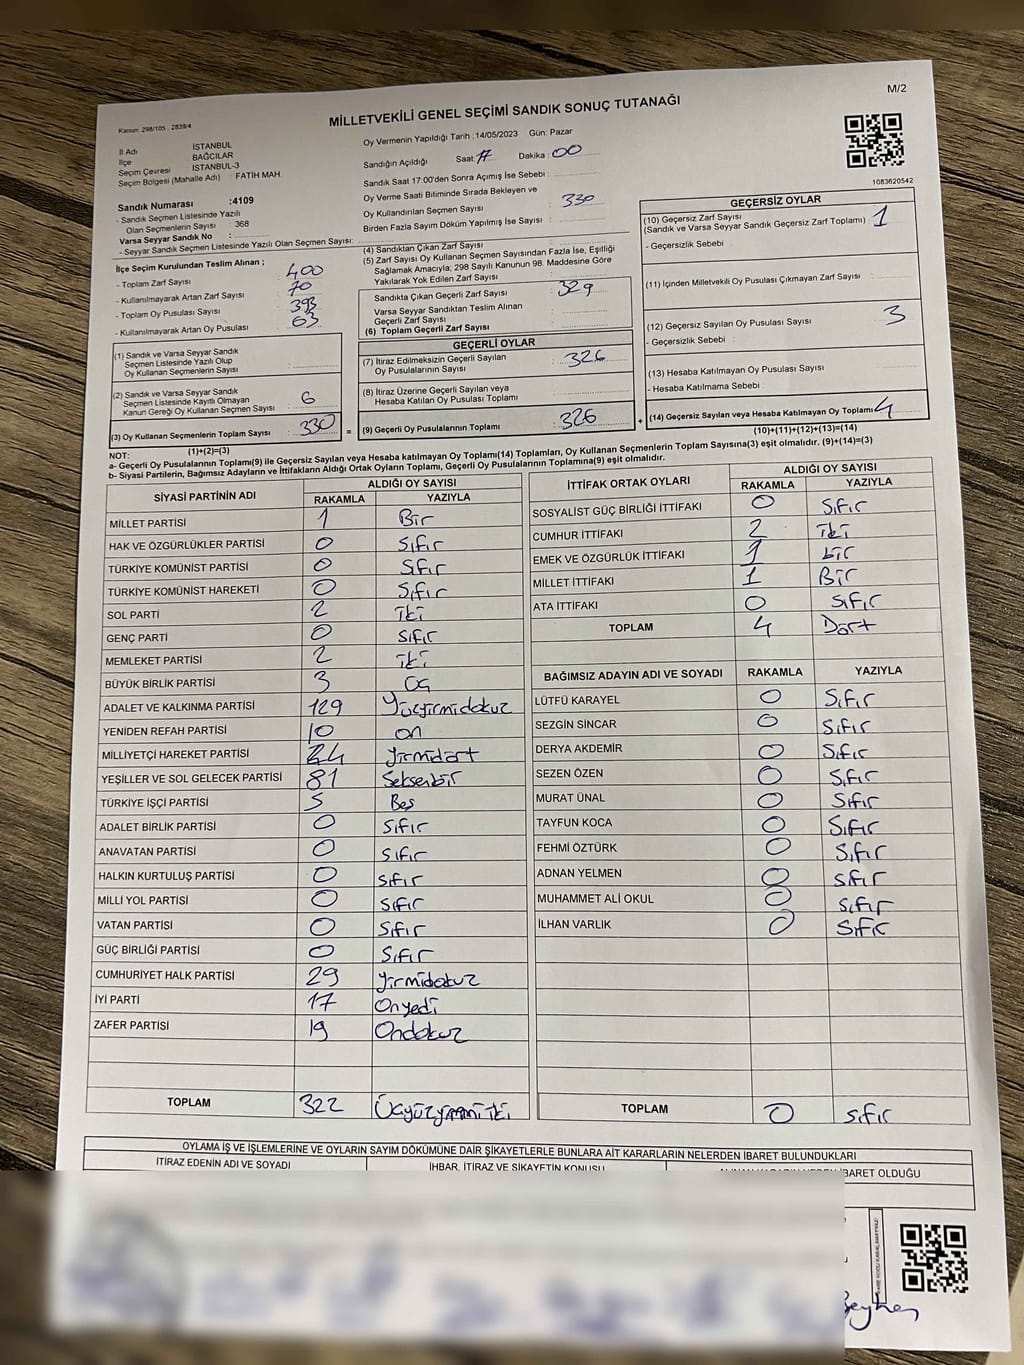 M/2
MİLLETVEKİLİ GENEL SEÇİMİ SANDIK SONUÇ TUTANAĞI
Kanun: 298/105 , 2839/4
İl Adı İSTANBUL
İlçe BAĞCILAR
Seçim Çevresi : İSTANBUL-3
Seçim Bölgesi (Mahalle Adı) : FATİH MAH
Sandık Numarası :4109
- Sandık Seçmen Listesinde Yazılı
Olan Seçmenlerin Sayısı : 368
Varsa Seyyar Sandık No :
- Seyyar Sandık Seçmen Listesinde Yazılı Olan Seçmen Sayısı:
Oy Vermenin Yapıldığı Tarih :14/05/2023 Gün: Pazar
Sandığın Açıldığı Saat: 17 Dakika : 00
Sandık Saat 17:00'den Sonra Açımış İse Sebebi :
Oy Verme Saati Bitiminde Sırada Bekleyen ve
Oy Kullandırılan Seçmen Sayısı : 330
Birden Fazla Sayım Döküm Yapılmış İse Sayısı :
1083620542
İlçe Seçim Kurulundan Teslim Alınan ;
- Toplam Zarf Sayısı : 400
- Kullanılmayarak Artan Zarf Sayısı : 70
- Toplam Oy Pusulası Sayısı : 393
- Kullanılmayarak Artan Oy Pusulası : 63
(1) Sandık ve Varsa Seyyar Sandık
Seçmen Listesinde Yazılı Olup
Oy Kullanan Seçmenlerin Sayısı :
(2) Sandık ve Varsa Seyyar Sandık
Seçmen Listesinde Kayıtlı Olmayan
Kanun Gereği Oy Kullanan Seçmen Sayısı : 6
(3) Oy Kullanan Seçmenlerin Toplam Sayısı : 330 =
(1)+(2)=(3)
(4) Sandıktan Çıkan Zarf Sayısı :
(5) Zarf Sayısı Oy Kullanan Seçmen Sayısından Fazla İse, Eşitliği
Sağlamak Amacıyla; 298 Sayılı Kanunun 98. Maddesine Göre
Yakılarak Yok Edilen Zarf Sayısı :
Sandıkta Çıkan Geçerli Zarf Sayısı : 329
Varsa Seyyar Sandıktan Teslim Alınan
Geçerli Zarf Sayısı :
(6) Toplam Geçerli Zarf Sayısı :
GEÇERLİ OYLAR
(7) İtiraz Edilmeksizin Geçerli Sayılan
Oy Pusulalarının Sayısı : 326
(8) İtiraz Üzerine Geçerli Sayılan veya
Hesaba Katılan Oy Pusulası Toplamı :
(9) Geçerli Oy Pusulalarının Toplamı : 326 +
GEÇERSİZ OYLAR
(10) Geçersiz Zarf Sayısı : 1
(Sandık ve Varsa Seyyar Sandık Geçersiz Zarf Toplamı)
- Geçersizlik Sebebi :
(11) İçinden Milletvekili Oy Pusulası Çıkmayan Zarf Sayısı :
(12) Geçersiz Sayılan Oy Pusulası Sayısı : 3
- Geçersizlik Sebebi :
(13) Hesaba Katılmayan Oy Pusulası Sayısı :
- Hesaba Katılmama Sebebi :
(14) Geçersiz Sayılan veya Hesaba Katılmayan Oy Toplamı : 4
(10)+(11)+(12)+(13)=(14)
NOT:
a- Geçerli Oy Pusulalarının Toplamı(9) ile Geçersiz Sayılan veya Hesaba Katılmayan Oy Toplamı(14) Toplamları, Oy Kullanan Seçmenlerin Toplam Sayısına(3) eşit olmalıdır. (9)+(14)=(3)
b- Siyasi Partilerin, Bağımsız Adayların ve İttifakların Aldığı Ortak Oyların Toplamı, Geçerli Oy Pusulalarının Toplamına(9) eşit olmalıdır.
SİYASİ PARTİNİN ADI ALDIĞI OY SAYISI
RAKAMLA YAZIYLA
MİLLET PARTİSİ 1 Bir
HAK VE ÖZGÜRLÜKLER PARTİSİ 0 Sıfır
TÜRKİYE KOMÜNİST PARTİSİ 0 Sıfır
TÜRKİYE KOMÜNİST HAREKETİ 0 Sıfır
SOL PARTİ 2 iki
GENÇ PARTİ 0 Sıfır
MEMLEKET PARTİSİ 2 iki
BÜYÜK BİRLİK PARTİSİ 3 Üç
ADALET VE KALKINMA PARTİSİ 129 Yüzyirmidokuz
YENİDEN REFAH PARTİSİ 10 on
MİLLİYETÇİ HAREKET PARTİSİ 24 yirmidört
YEŞİLLER VE SOL GELECEK PARTİSİ 81 Seksenbir
TÜRKİYE İŞÇİ PARTİSİ 5 Beş
ADALET BİRLİK PARTİSİ 0 Sıfır
ANAVATAN PARTİSİ 0 Sıfır
HALKIN KURTULUŞ PARTİSİ 0 Sıfır
MİLLİ YOL PARTİSİ 0 Sıfır
VATAN PARTİSİ 0 Sıfır
GÜÇ BİRLİĞİ PARTİSİ 0 Sıfır
CUMHURİYET HALK PARTİSİ 29 yirmidokuz
İYİ PARTİ 17 Onyedi
ZAFER PARTİSİ 19 Ondokuz
TOPLAM 322 Üçyüzyirmiiki
İTTİFAK ORTAK OYLARI ALDIĞI OY SAYISI
RAKAMLA YAZIYLA
SOSYALİST GÜÇ BİRLİĞİ İTTİFAKI 0 Sıfır
CUMHUR İTTİFAKI 2 iki
EMEK VE ÖZGÜRLÜK İTTİFAKI 1 bir
MİLLET İTTİFAKI 1 Bir
ATA İTTİFAKI 0 Sıfır
TOPLAM 4 Dört
BAĞIMSIZ ADAYIN ADI VE SOYADI RAKAMLA YAZIYLA
LÜTFÜ KARAYEL 0 Sıfır
SEZGİN SİNCAR 0 Sıfır
DERYA AKDEMİR 0 Sıfır
SEZEN ÖZEN 0 Sıfır
MURAT ÜNAL 0 Sıfır
TAYFUN KOCA 0 Sıfır
FEHMİ ÖZTÜRK 0 Sıfır
ADNAN YELMEN 0 Sıfır
MUHAMMET ALİ OKUL 0 Sıfır
İLHAN VARLIK 0 Sıfır
TOPLAM 0 sıfır
OYLAMA İŞ VE İŞLEMLERİNE VE OYLARIN SAYIM DÖKÜMÜNE DAİR ŞİKAYETLERLE BUNLARA AİT KARARLARIN NELERDEN İBARET BULUNDUKLARI
İTİRAZ EDENİN ADI VE SOYADI İHBAR, İTİRAZ VE ŞİKAYETİN KONUSU İBARET OLDUĞU